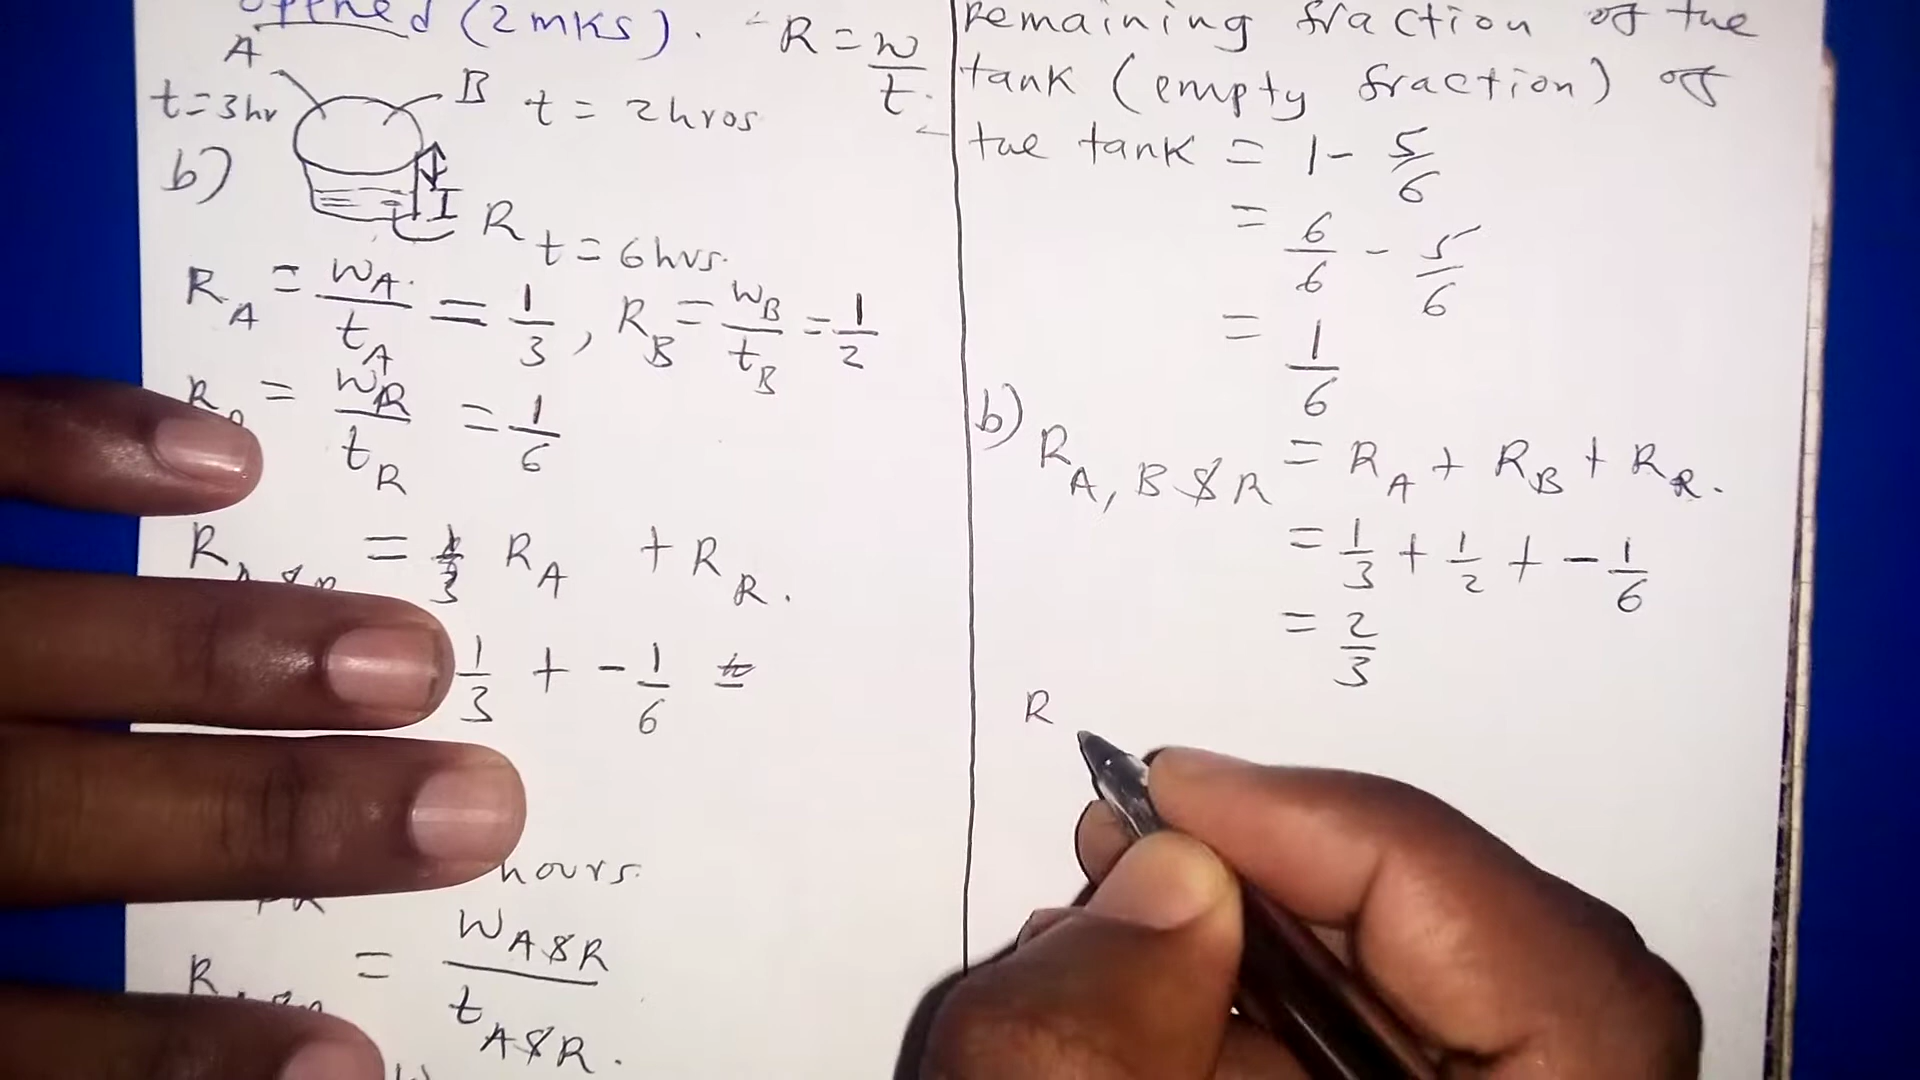 opened (2mks). R = w/t
A
t=3hr B t = 2hros
b)
R t = 6hrs.
R_A = W_A/t_A = 1/3, R_B = W_B/t_B = 1/2
R = W_R/t_R = 1/6
R = R_A + R_R.
1/3 + - 1/6
hours.
R = W_A&R/t_A&R.
remaining fraction of the
tank (empty fraction) of
the tank = 1 - 5/6
= 6/6 - 5/6
= 1/6
b) R_A, B & R = R_A + R_B + R_R.
= 1/3 + 1/2 + - 1/6
= 2/3
R